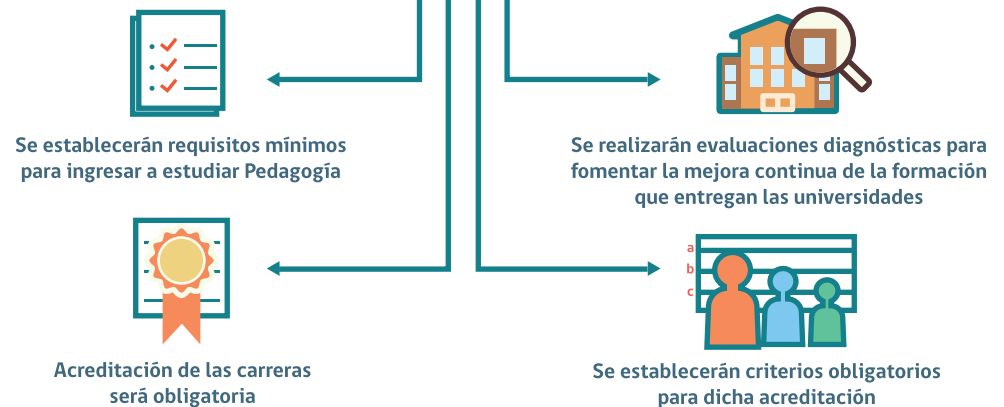 Se establecerán requisitos mínimos
para ingresar a estudiar Pedagogía
Se realizarán evaluaciones diagnósticas para
fomentar la mejora continua de la formación
que entregan las universidades
Acreditación de las carreras
será obligatoria
a
b
c
Se establecerán criterios obligatorios
para dicha acreditación